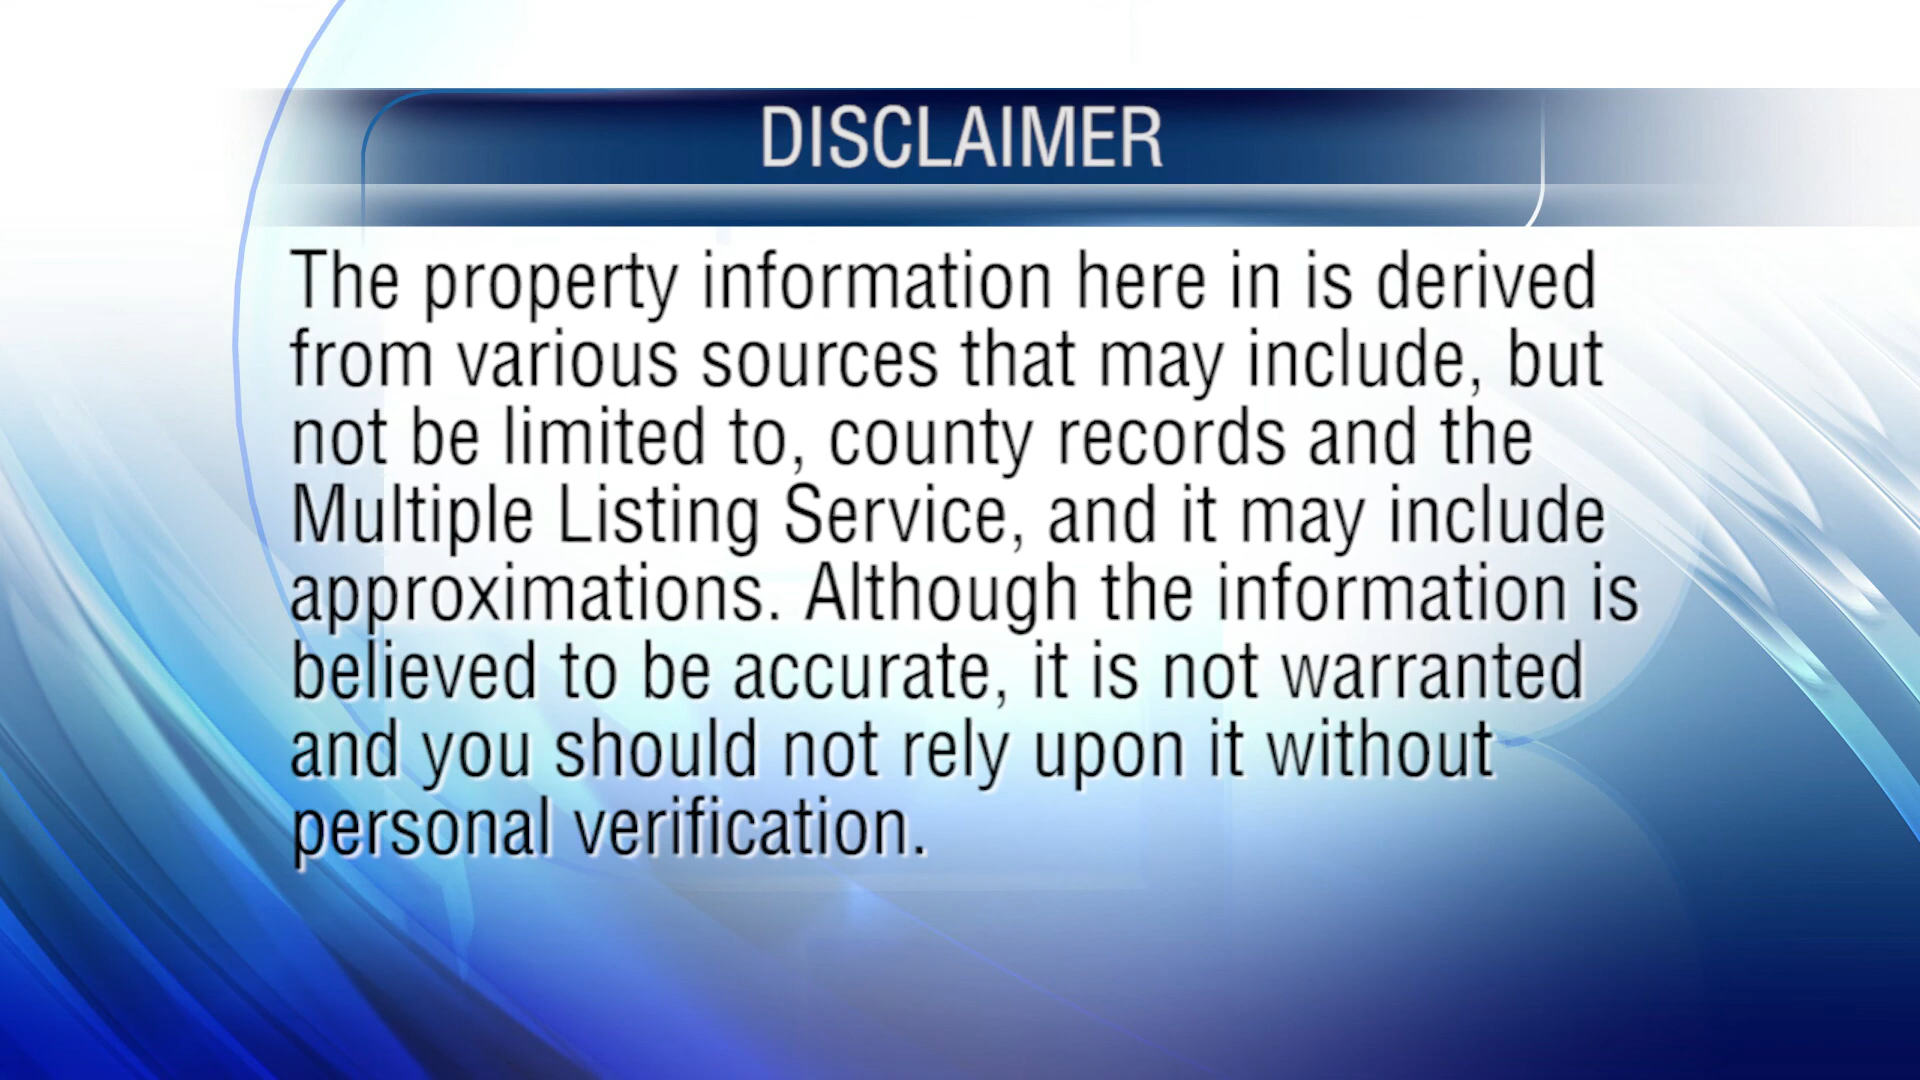 DISCLAIMER
The property information here in is derived
from various sources that may include, but
not be limited to, county records and the
Multiple Listing Service, and it may include
approximations. Although the information is
believed to be accurate, it is not warranted
and you should not rely upon it without
personal verification.